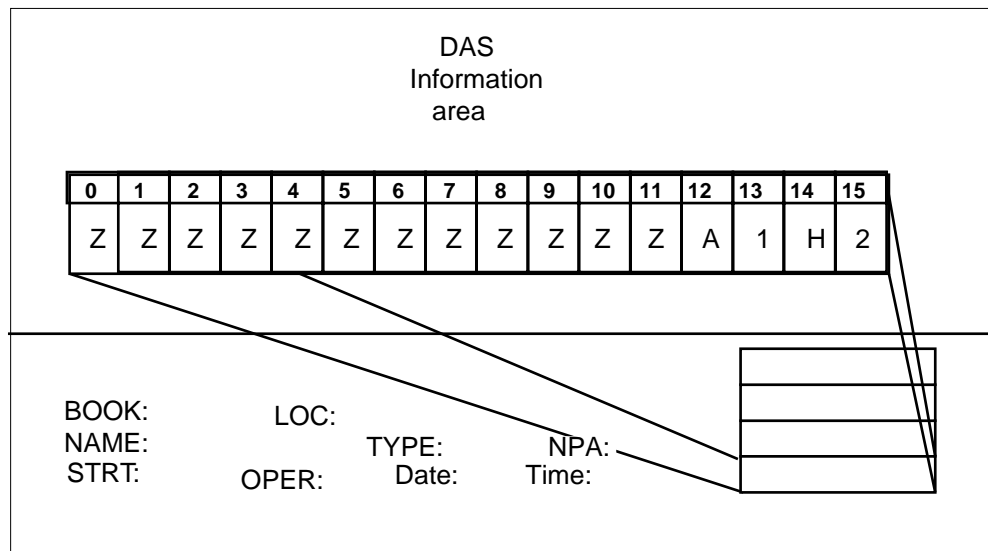 DAS
Information
area
0 1 2 3 4 5 6 7 8 9 10 11 12 13 14 15
Z Z Z Z Z Z Z Z Z Z Z Z A 1 H 2
BOOK: LOC:
NAME: TYPE: NPA:
STRT: OPER: Date: Time: